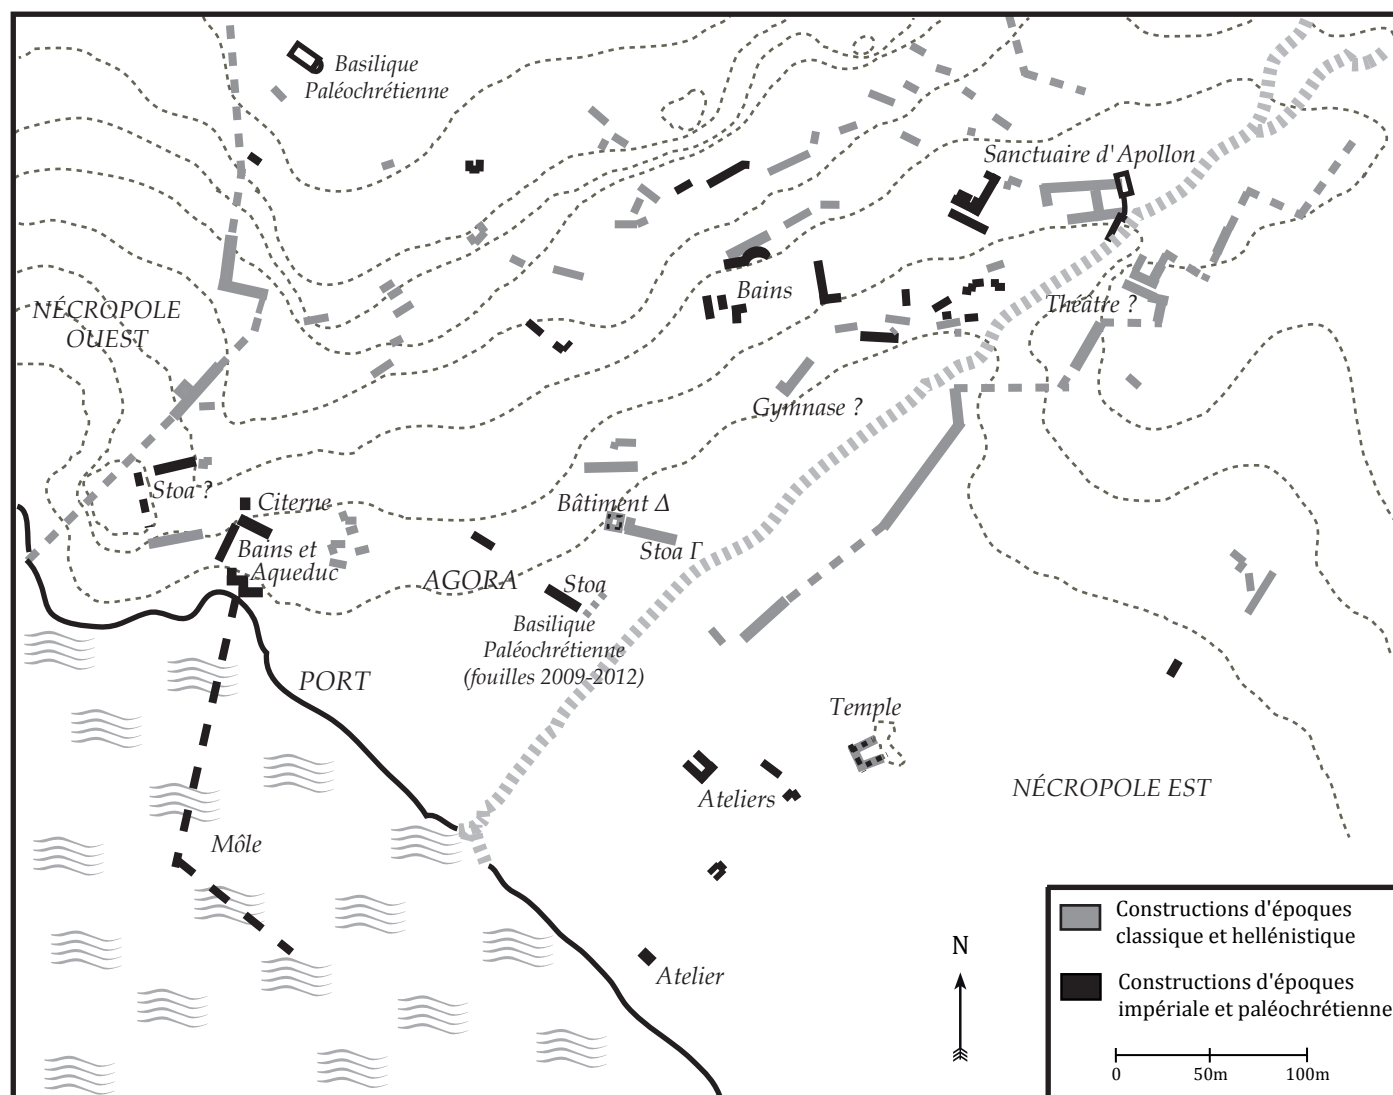 Basilique
Paléochrétienne
Sanctuaire d'Apollon
NÉCROPOLE
OUEST
Bains
Théâtre ?
Gymnase ?
Stoa ?
Citerne
Bâtiment Δ
Bains et
Aqueduc
Stoa Γ
AGORA
Stoa
Basilique
Paléochrétienne
(fouilles 2009-2012)
PORT
Temple
Ateliers
NÉCROPOLE EST
Môle
Atelier
N
Constructions d'époques
classique et hellénistique
Constructions d'époques
impériale et paléochrétienne
0 50m 100m